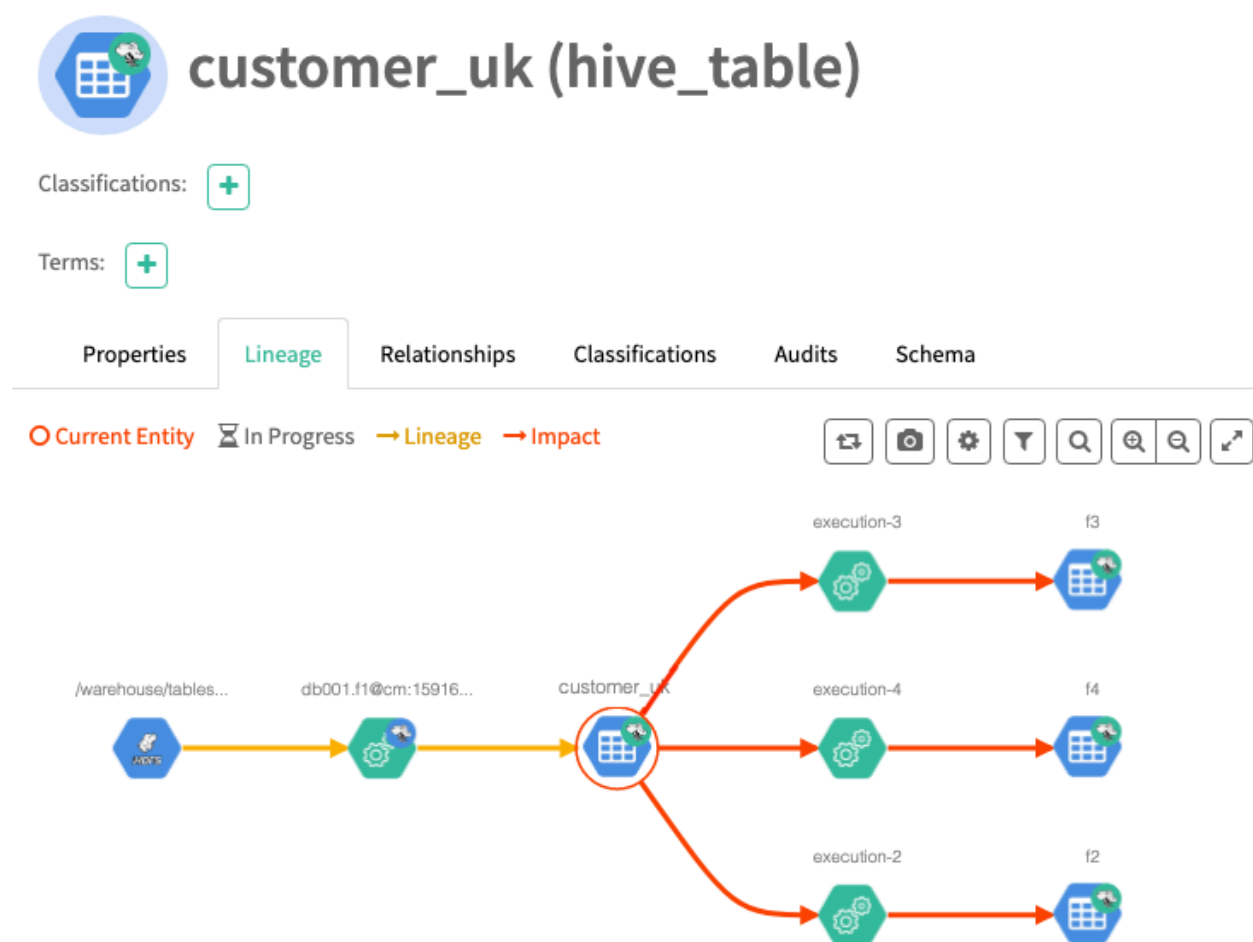 customer_uk (hive_table)
Classifications:
Terms:
Properties Lineage Relationships Classifications Audits Schema
Current Entity In Progress Lineage Impact
execution-3 f3
/warehouse/tables... db001.f1@cm:15916... customer_uk execution-4 f4
HDFS
execution-2 f2